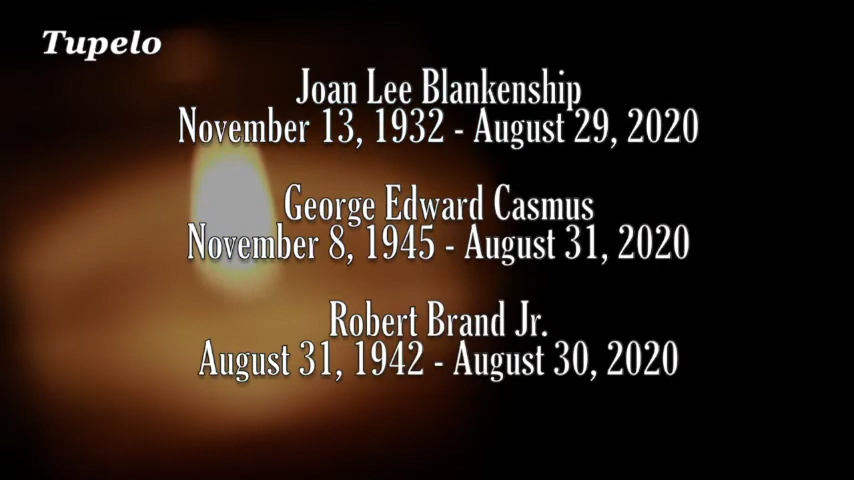 Tupelo
Joan Lee Blankenship
November 13, 1932 - August 29, 2020
George Edward Casmus
November 8, 1945 - August 31, 2020
Robert Brand Jr.
August 31, 1942 - August 30, 2020